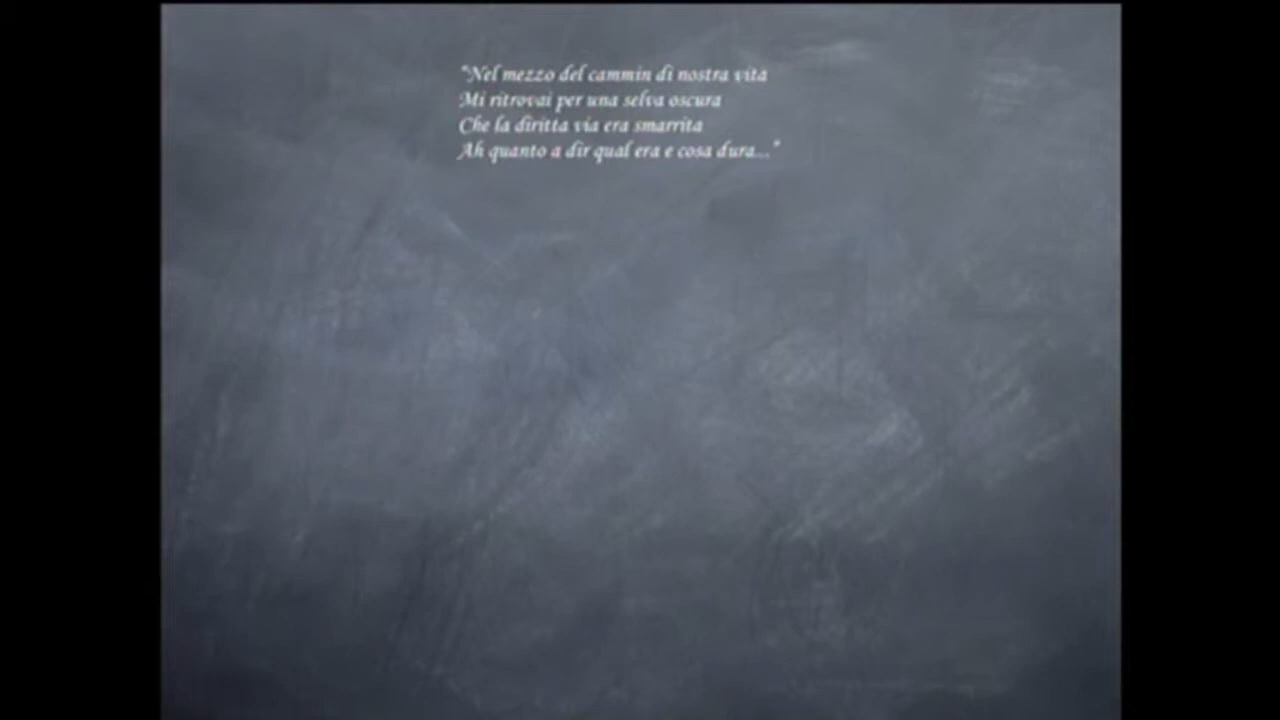 "Nel mezzo del cammin di nostra vita
Mi ritrovai per una selva oscura
Che la diritta via era smarrita
Ah quanto a dir qual era e cosa dura..."